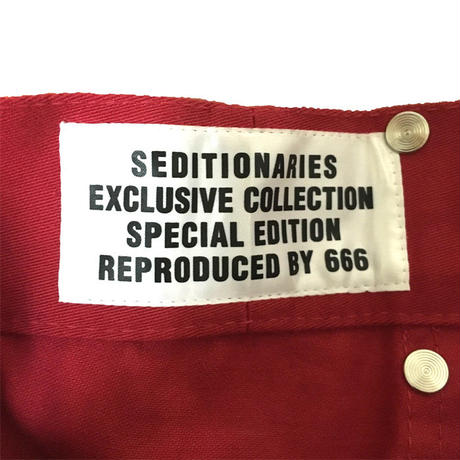 SEDITIONARIES
EXCLUSIVE COLLECTION
SPECIAL EDITION
REPRODUCED BY 666